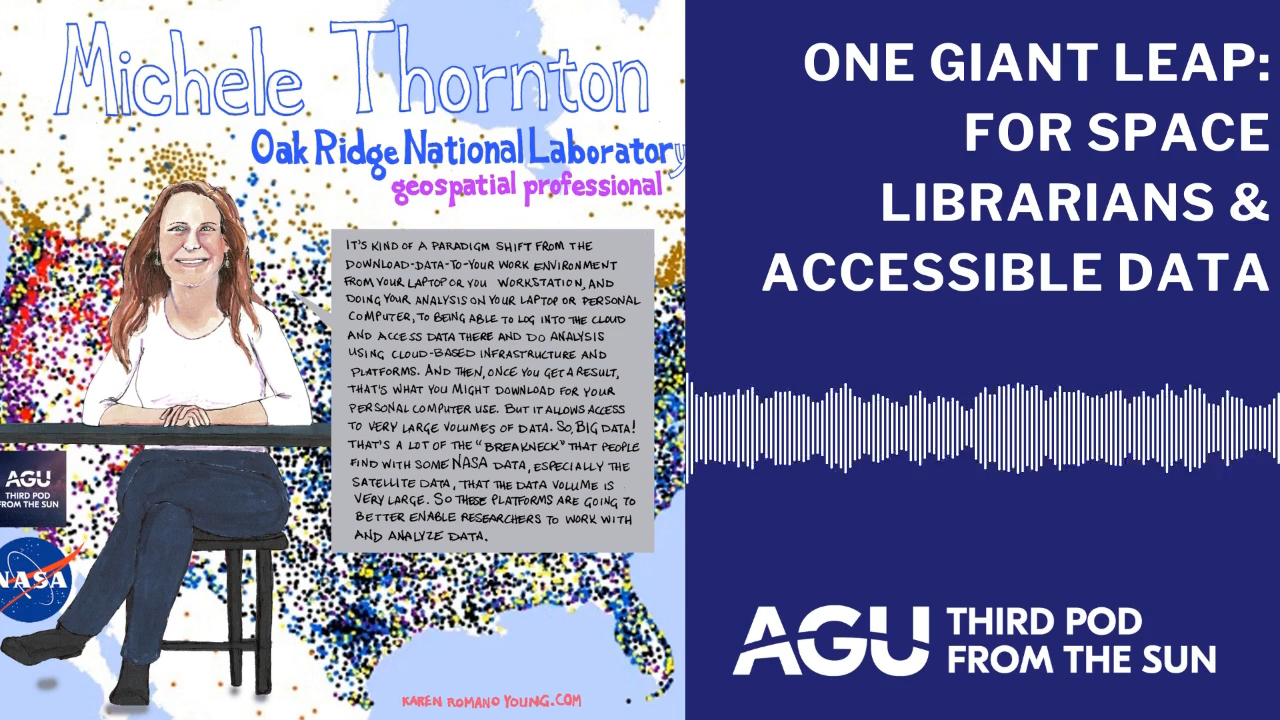 Michele Thornton
Oak Ridge National Laboratory
geospatial professional
IT'S KIND OF A PARADIGM SHIFT FROM THE
DOWNLOAD-DATA-TO-YOUR WORK ENVIRONMENT
FROM YOUR LAPTOP OR YOU WORKSTATION, AND
DOING YOUR ANALYSIS ON YOUR LAPTOP OR PERSONAL
COMPUTER, TO BEING ABLE TO LOG INTO THE CLOUD
AND ACCESS DATA THERE AND DO ANALYSIS
USING CLOUD-BASED INFRASTRUCTURE AND
PLATFORMS. AND THEN, ONCE YOU GET A RESULT,
THAT'S WHAT YOU MIGHT DOWNLOAD FOR YOUR
PERSONAL COMPUTER USE. BUT IT ALLOWS ACCESS
TO VERY LARGE VOLUMES OF DATA. SO, BIG DATA!
THAT'S A LOT OF THE "BREAKNECK" THAT PEOPLE
FIND WITH SOME NASA DATA, ESPECIALLY THE
SATELLITE DATA, THAT THE DATA VOLUME IS
VERY LARGE. SO THESE PLATFORMS ARE GOING TO
BETTER ENABLE RESEARCHERS TO WORK WITH
AND ANALYZE DATA.
AGU
THIRD POD
FROM THE SUN
NASA
KAREN ROMANO YOUNG.COM
ONE GIANT LEAP:
FOR SPACE
LIBRARIANS &
ACCESSIBLE DATA
AGU
THIRD POD
FROM THE SUN